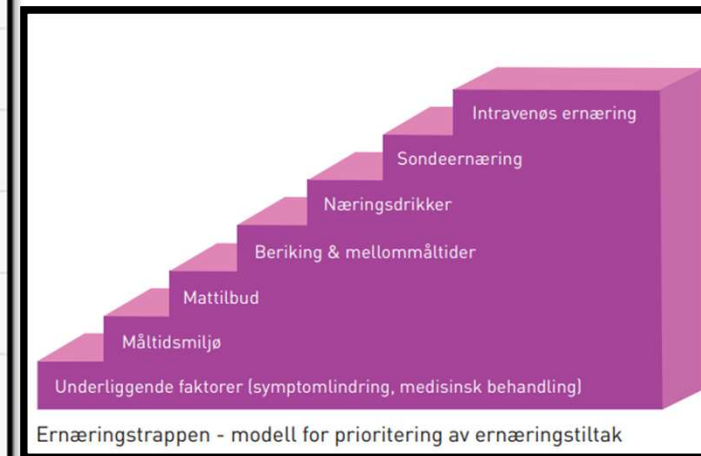 Intravenøs ernæring
Sondeernæring
Næringsdrikker
Beriking & mellommåltider
Mattilbud
Måltidsmiljø
Underliggende faktorer (symptomlindring, medisinsk behandling)
Ernæringstrappen - modell for prioritering av ernæringstiltak